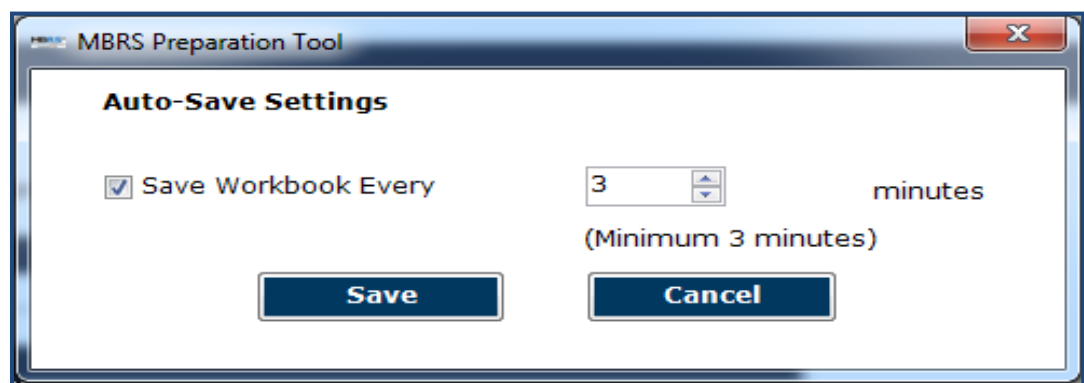 MBRS Preparation Tool
Auto-Save Settings
Save Workbook Every 3 minutes
(Minimum 3 minutes)
Save Cancel